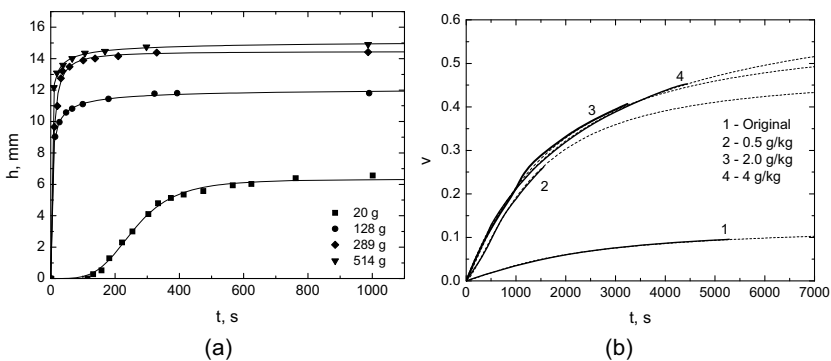 16
14
12
10
8
6
4
2
0
h, mm
20 g
128 g
289 g
514 g
0 200 400 600 800 1000
t, s
(a)
0.6
0.5
0.4
0.3
0.2
0.1
0.0
v
4
3
2
1
1 - Original
2 - 0.5 g/kg
3 - 2.0 g/kg
4 - 4 g/kg
0 1000 2000 3000 4000 5000 6000 7000
t, s
(b)